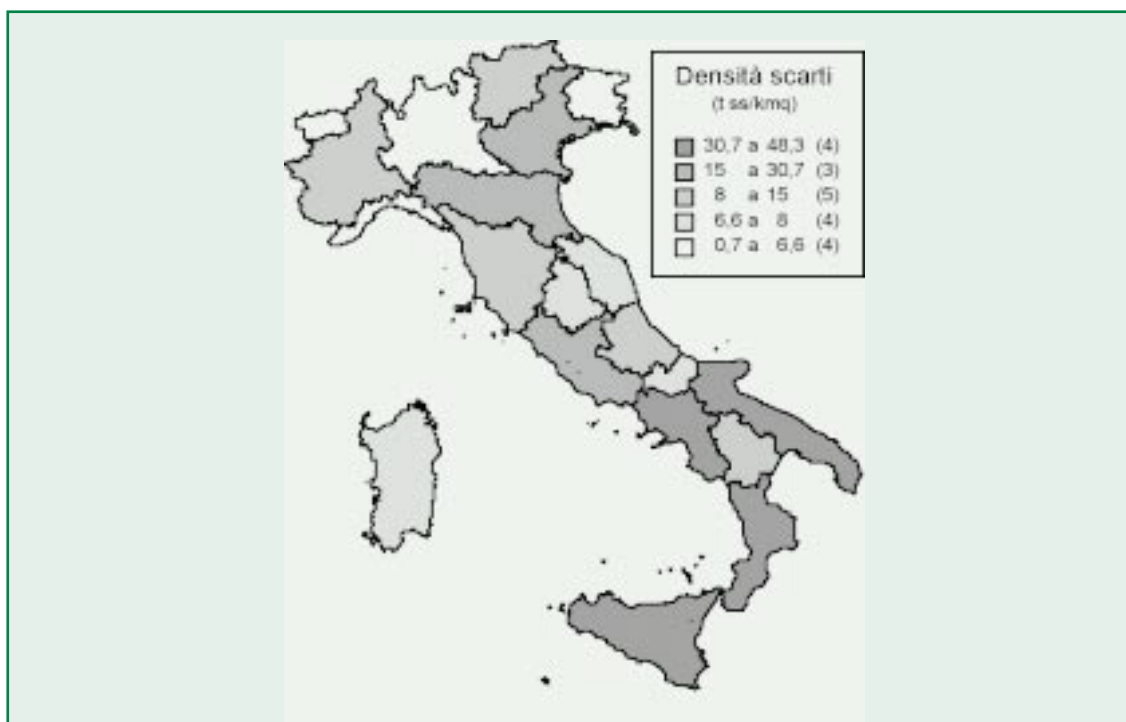 Densità scarti
(t ss/kmq)
30,7 a 48,3 (4)
15 a 30,7 (3)
8 a 15 (5)
6,6 a 8 (4)
0,7 a 6,6 (4)